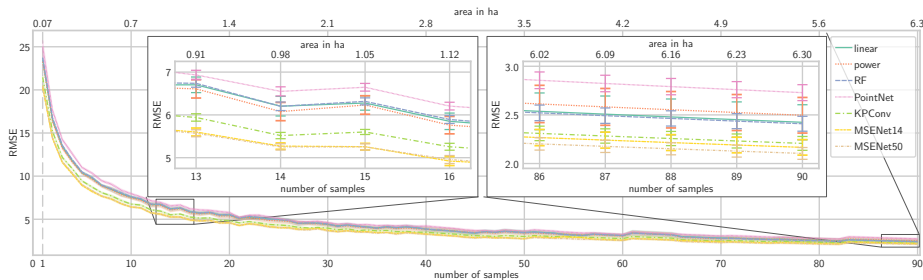 area in ha
0.07 0.7 1.4 2.1 2.8 3.5 4.2 4.9 5.6 6.3
25
20
15
10
5
0 1 10 20 30 40 50 60 70 80 90
RMSE
number of samples
area in ha
0.91 0.98 1.05 1.12
7
6
5
RMSE
13 14 15 16
number of samples
area in ha
6.02 6.09 6.16 6.23 6.30
3.0
2.5
2.0
RMSE
86 87 88 89 90
number of samples
linear
power
RF
PointNet
KPConv
MSENet14
MSENet50